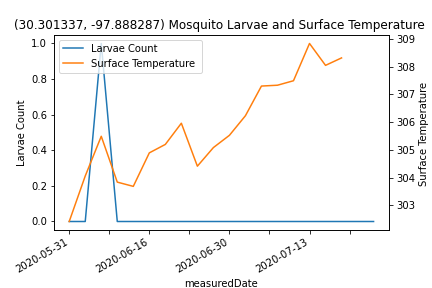 (30.301337, -97.888287) Mosquito Larvae and Surface Temperature
Larvae Count
Surface Temperature
1.0
0.8
0.6
0.4
0.2
0.0
Larvae Count
309
308
307
306
305
304
303
Surface Temperature
2020-05-31
2020-06-16
2020-06-30
2020-07-13
measuredDate